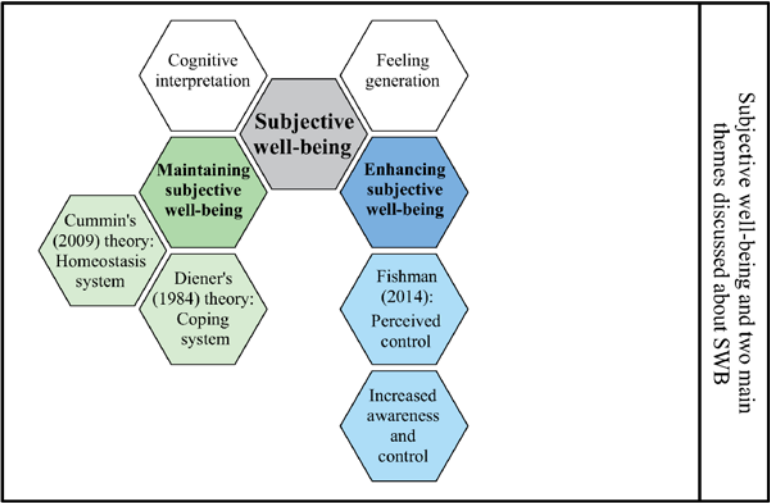 Cognitive
interpretation
Feeling
generation
Subjective
well-being
Maintaining
subjective
well-being
Enhancing
subjective
well-being
Cummin's
(2009) theory:
Homeostasis
system
Diener's
(1984) theory:
Coping
system
Fishman
(2014):
Perceived
control
Increased
awareness
and
control
Subjective well-being and two main
themes discussed about SWB